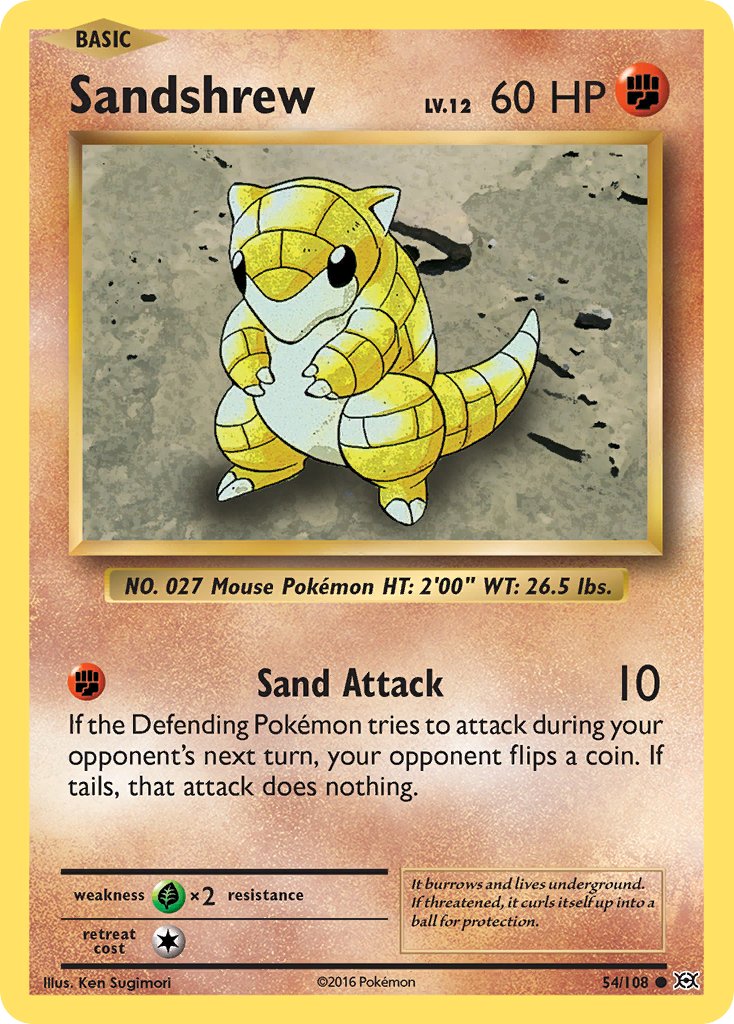 BASIC
Sandshrew LV.12 60 HP
NO. 027 Mouse Pokémon HT: 2'00" WT: 26.5 lbs.
Sand Attack 10
If the Defending Pokémon tries to attack during your
opponent's next turn, your opponent flips a coin. If
tails, that attack does nothing.
weakness ×2 resistance
retreat
cost
It burrows and lives underground.
If threatened, it curls itself up into a
ball for protection.
Illus. Ken Sugimori ©2016 Pokémon 54/108